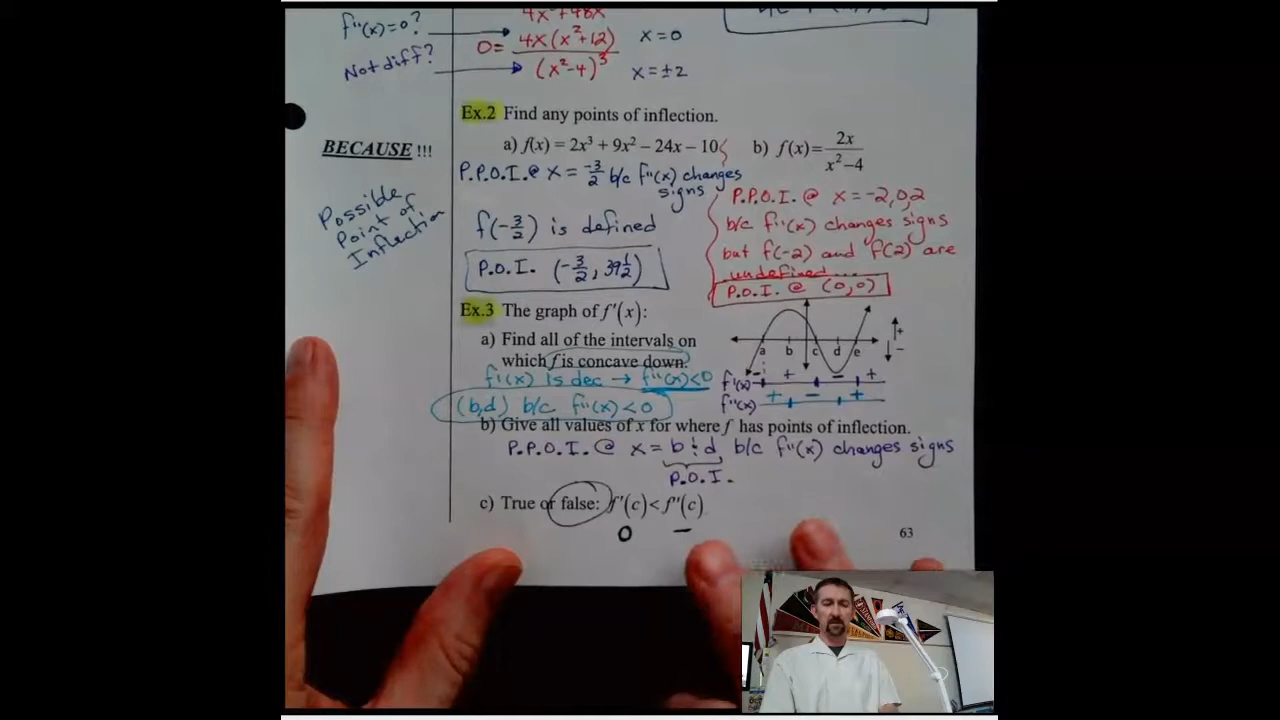 f''(x)=0?
Not diff?
0= 4x(x²+12) x=0
(x²-4)³ x=±2
BECAUSE!!!
Possible
Point of
Inflection
Ex.2 Find any points of inflection.
a) f(x) = 2x³ + 9x² – 24x – 10
P.P.O.I. @ x = -3/2 b/c f''(x) changes
signs
f(-3/2) is defined
P.O.I. (-3/2, 39 1/2)
b) f(x)= 2x
x²–4
P.P.O.I. @ x=-2,0,2
b/c f''(x) changes signs
but f(-2) and f(2) are
undefined...
P.O.I. @ (0,0)
Ex.3 The graph of f'(x):
a) Find all of the intervals on
which f is concave down.
f'(x) is dec → f''(x)<0
(b,d) b/c f''(x)<0
a b c d e
+
-
f'(x) - + - +
f''(x) + - +
b) Give all values of x for where f has points of inflection.
P.P.O.I. @ x = b & d b/c f''(x) changes signs
P.O.I.
c) True or false: f'(c) < f''(c)
0 -
63